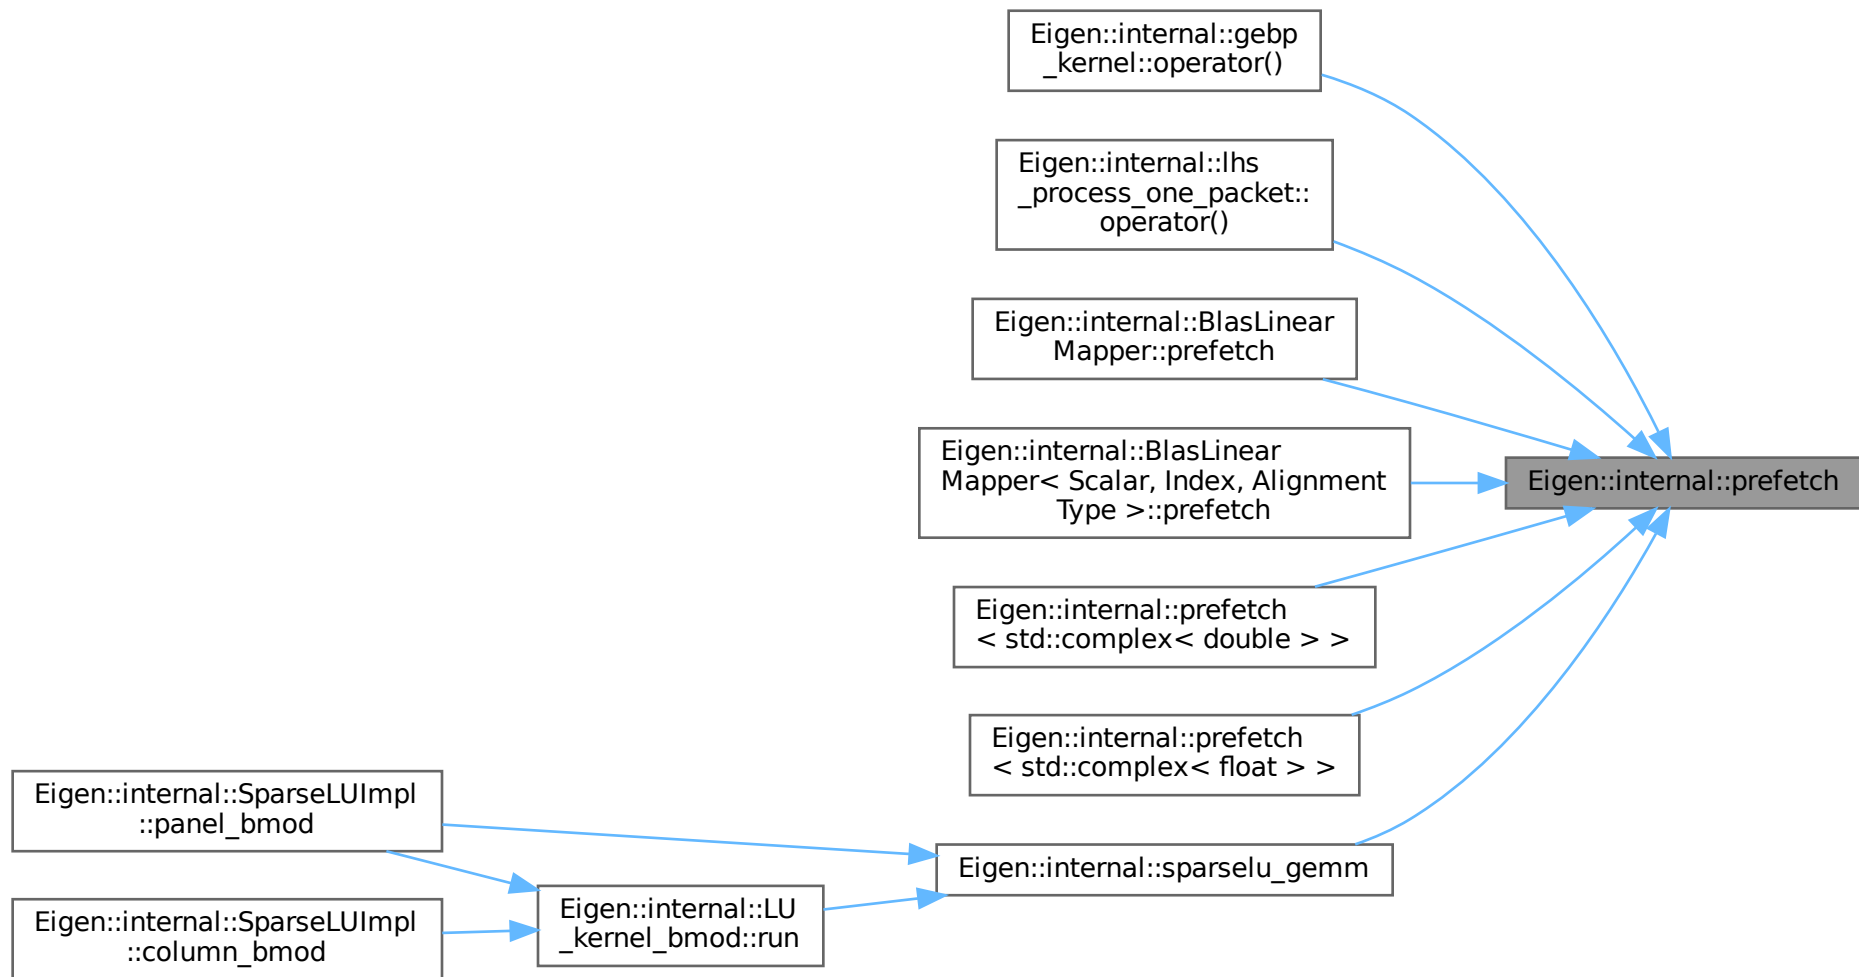 Eigen::internal::gebp
_kernel::operator()
Eigen::internal::lhs
_process_one_packet::
operator()
Eigen::internal::BlasLinear
Mapper::prefetch
Eigen::internal::BlasLinear
Mapper< Scalar, Index, Alignment
Type >::prefetch
Eigen::internal::prefetch
Eigen::internal::prefetch
< std::complex< double > >
Eigen::internal::prefetch
< std::complex< float > >
Eigen::internal::SparseLUImpl
::panel_bmod
Eigen::internal::sparselu_gemm
Eigen::internal::LU
_kernel_bmod::run
Eigen::internal::SparseLUImpl
::column_bmod